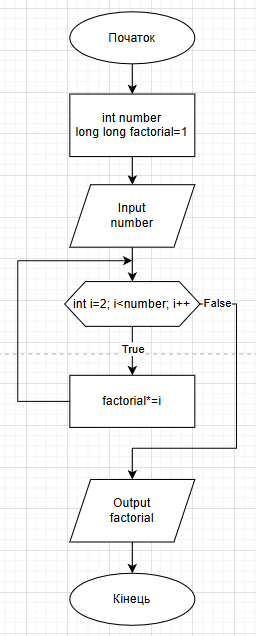 Початок
int number
long long factorial=1
Input
number
int i=2; i<number; i++
False
True
factorial*=i
Output
factorial
Кінець